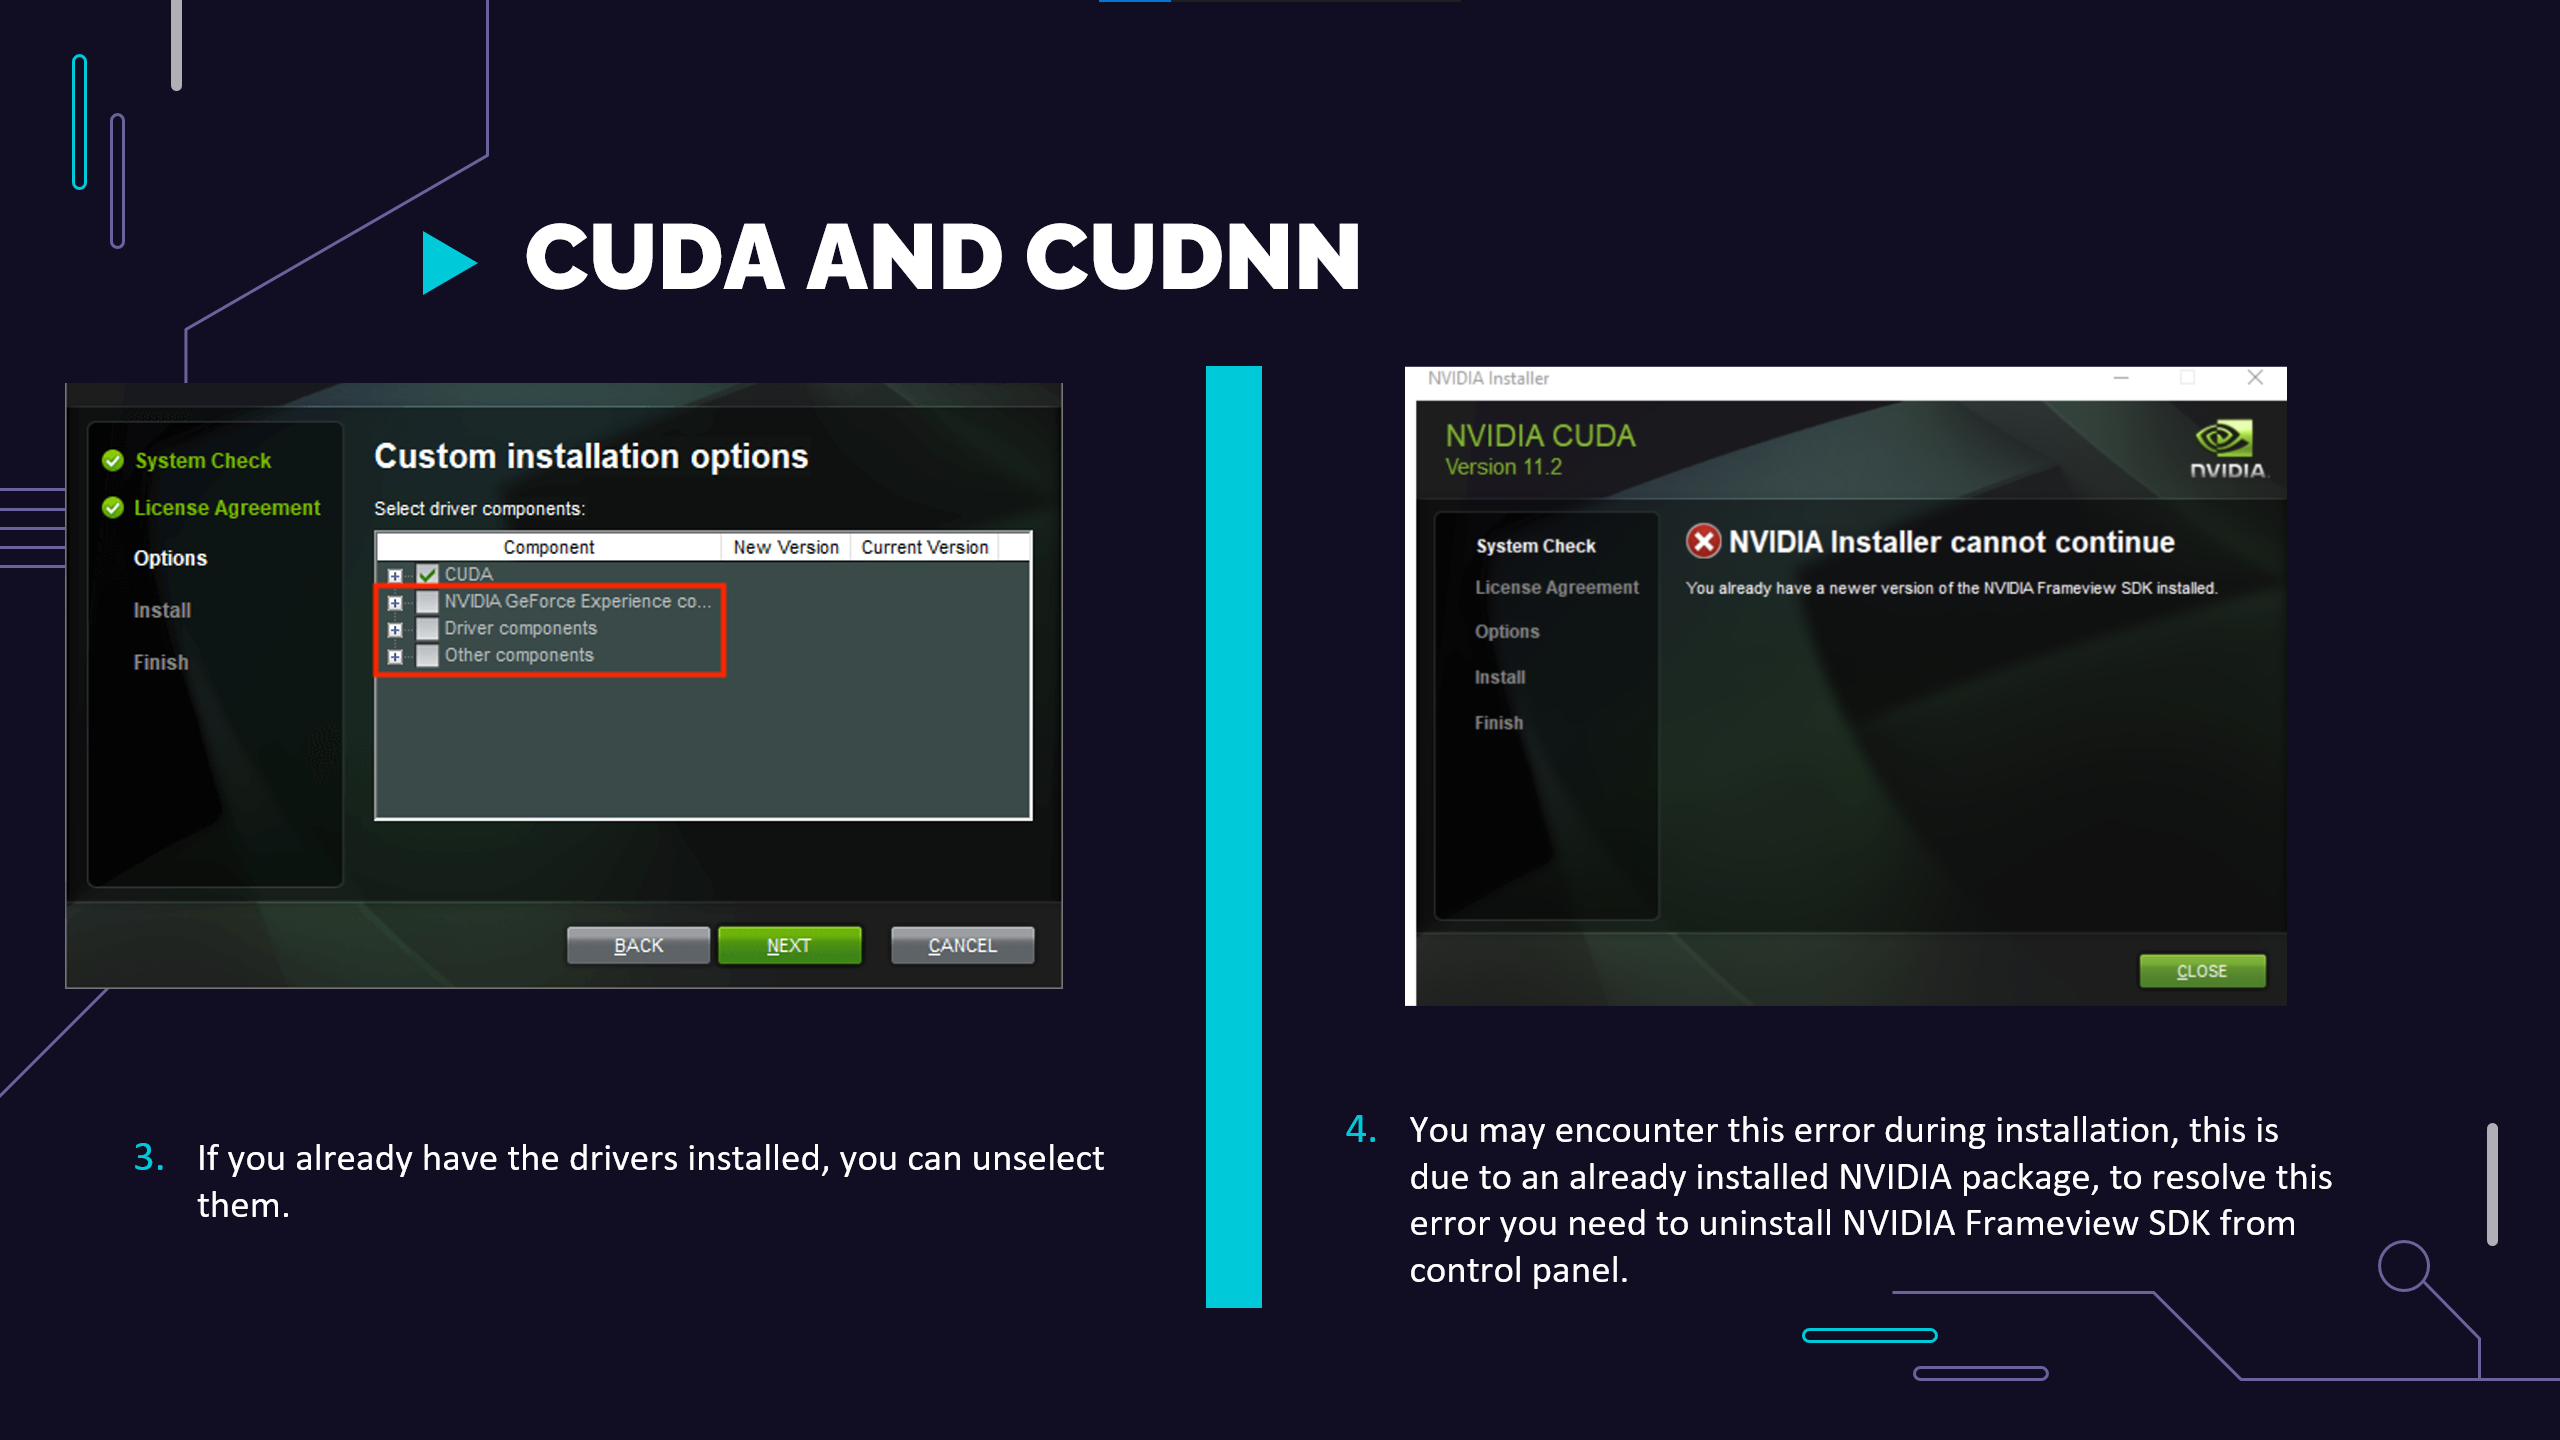 CUDA AND CUDNN
System Check
License Agreement
Options
Install
Finish
Custom installation options
Select driver components:
Component New Version Current Version
CUDA
NVIDIA GeForce Experience co...
Driver components
Other components
BACK NEXT CANCEL
3. If you already have the drivers installed, you can unselect
them.
NVIDIA Installer
NVIDIA CUDA
Version 11.2
NVIDIA.
System Check
License Agreement
Options
Install
Finish
NVIDIA Installer cannot continue
You already have a newer version of the NVIDIA Frameview SDK installed.
CLOSE
4. You may encounter this error during installation, this is
due to an already installed NVIDIA package, to resolve this
error you need to uninstall NVIDIA Frameview SDK from
control panel.